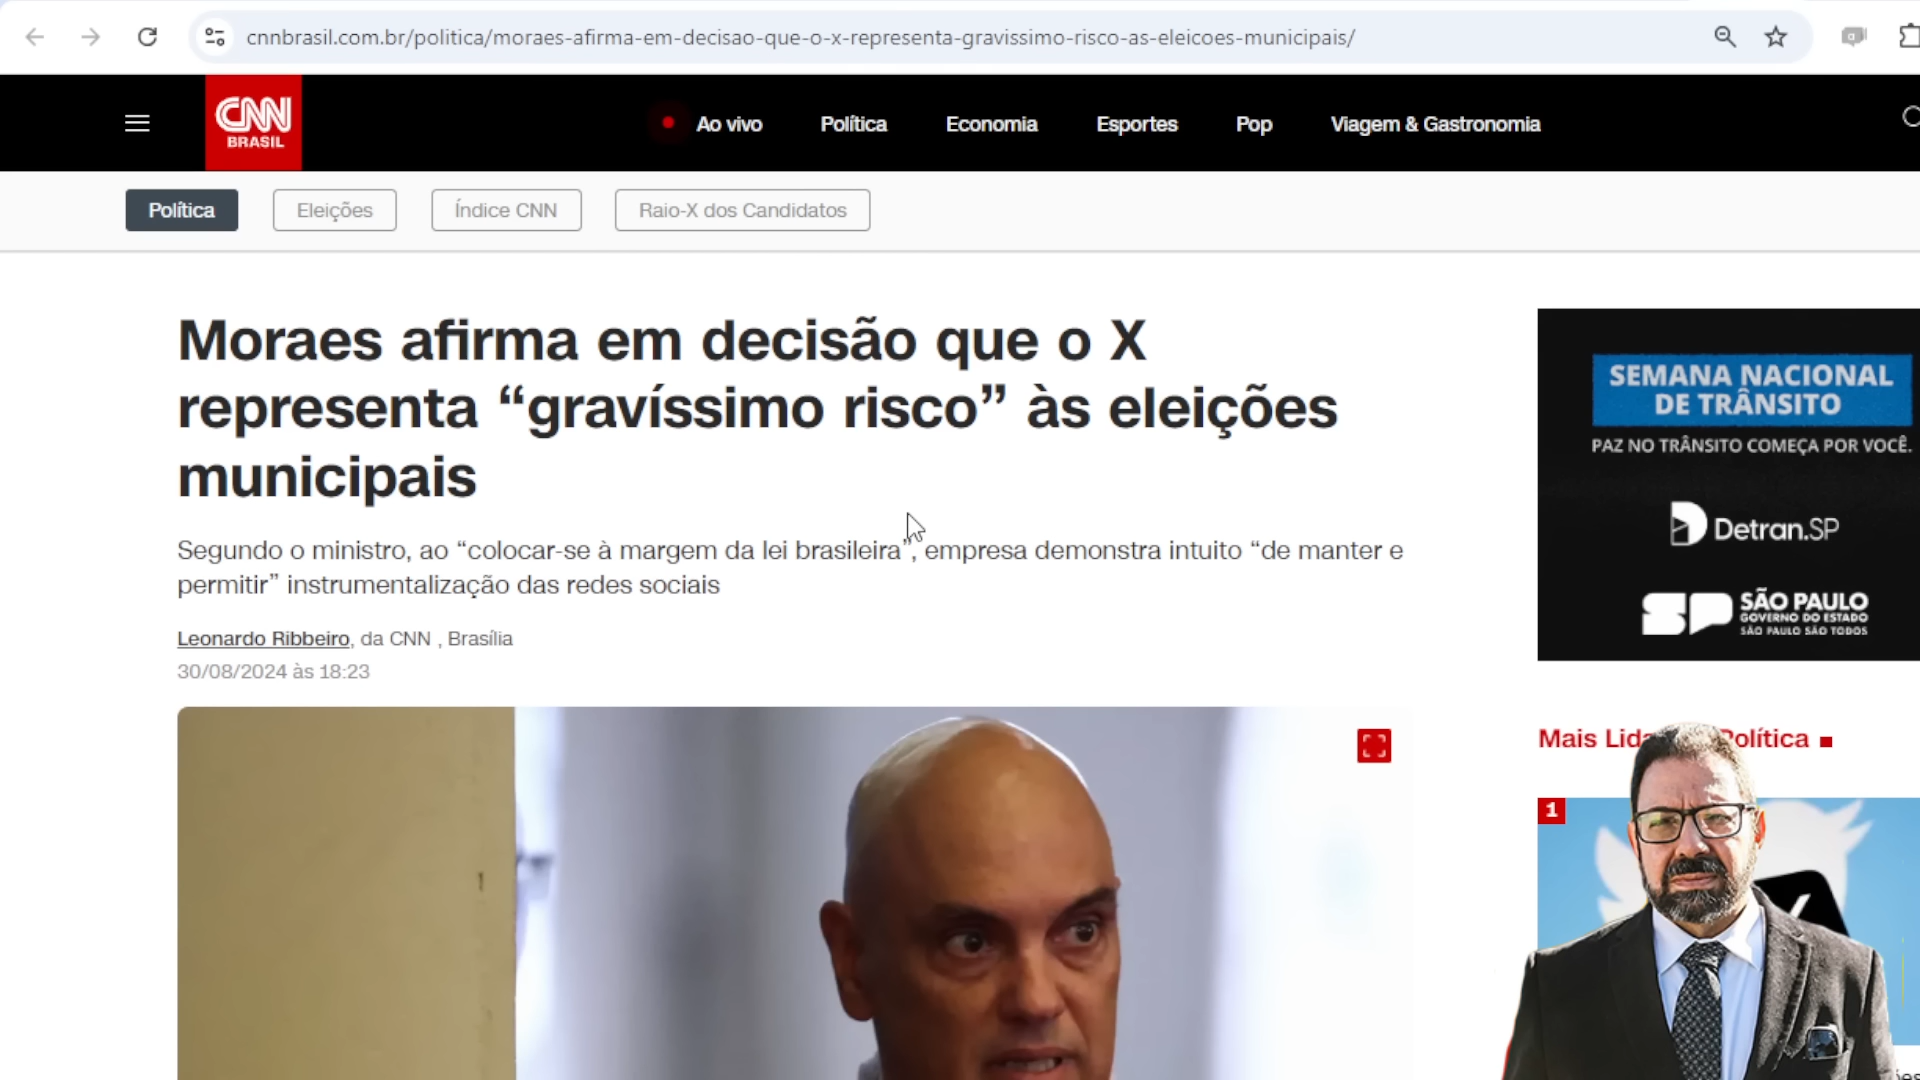 cnnbrasil.com.br/politica/moraes-afirma-em-decisao-que-o-x-representa-gravissimo-risco-as-eleicoes-municipais/
CNN
BRASIL
Ao vivo
Política
Economia
Esportes
Pop
Viagem & Gastronomia
Política
Eleições
Índice CNN
Raio-X dos Candidatos
Moraes afirma em decisão que o X
representa “gravíssimo risco” às eleições
municipais
Segundo o ministro, ao “colocar-se à margem da lei brasileira”, empresa demonstra intuito “de manter e
permitir” instrumentalização das redes sociais
Leonardo Ribbeiro, da CNN , Brasília
30/08/2024 às 18:23
SEMANA NACIONAL
DE TRÂNSITO
PAZ NO TRÂNSITO COMEÇA POR VOCÊ.
Detran.SP
SP SÃO PAULO
GOVERNO DO ESTADO
SÃO PAULO SÃO TODOS
Mais Política
1